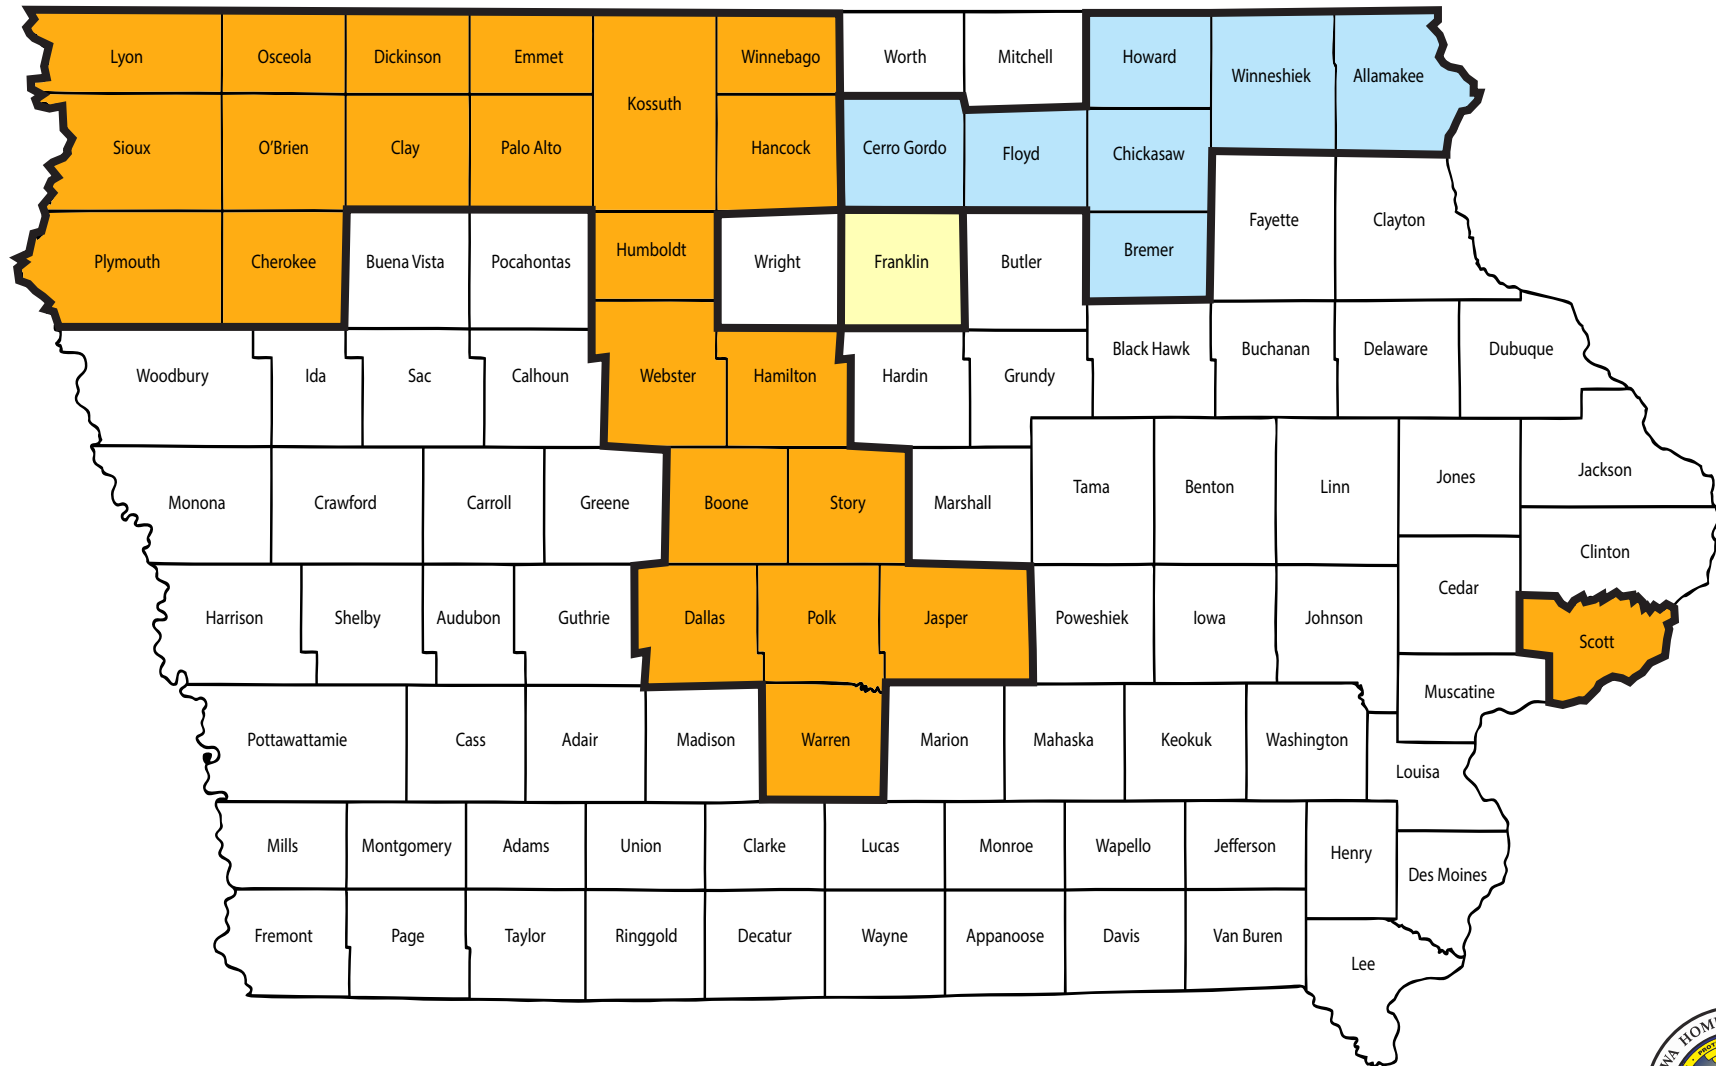 Lyon
Osceola
Dickinson
Emmet
Kossuth
Winnebago
Worth
Mitchell
Howard
Winneshiek
Allamakee
Sioux
O'Brien
Clay
Palo Alto
Hancock
Cerro Gordo
Floyd
Chickasaw
Fayette
Clayton
Plymouth
Cherokee
Buena Vista
Pocahontas
Humboldt
Wright
Franklin
Butler
Bremer
Woodbury
Ida
Sac
Calhoun
Webster
Hamilton
Hardin
Grundy
Black Hawk
Buchanan
Delaware
Dubuque
Monona
Crawford
Carroll
Greene
Boone
Story
Marshall
Tama
Benton
Linn
Jones
Jackson
Clinton
Cedar
Harrison
Shelby
Audubon
Guthrie
Dallas
Polk
Jasper
Poweshiek
Iowa
Johnson
Scott
Muscatine
Pottawattamie
Cass
Adair
Madison
Warren
Marion
Mahaska
Keokuk
Washington
Louisa
Mills
Montgomery
Adams
Union
Clarke
Lucas
Monroe
Wapello
Jefferson
Henry
Des Moines
Fremont
Page
Taylor
Ringgold
Decatur
Wayne
Appanoose
Davis
Van Buren
Lee